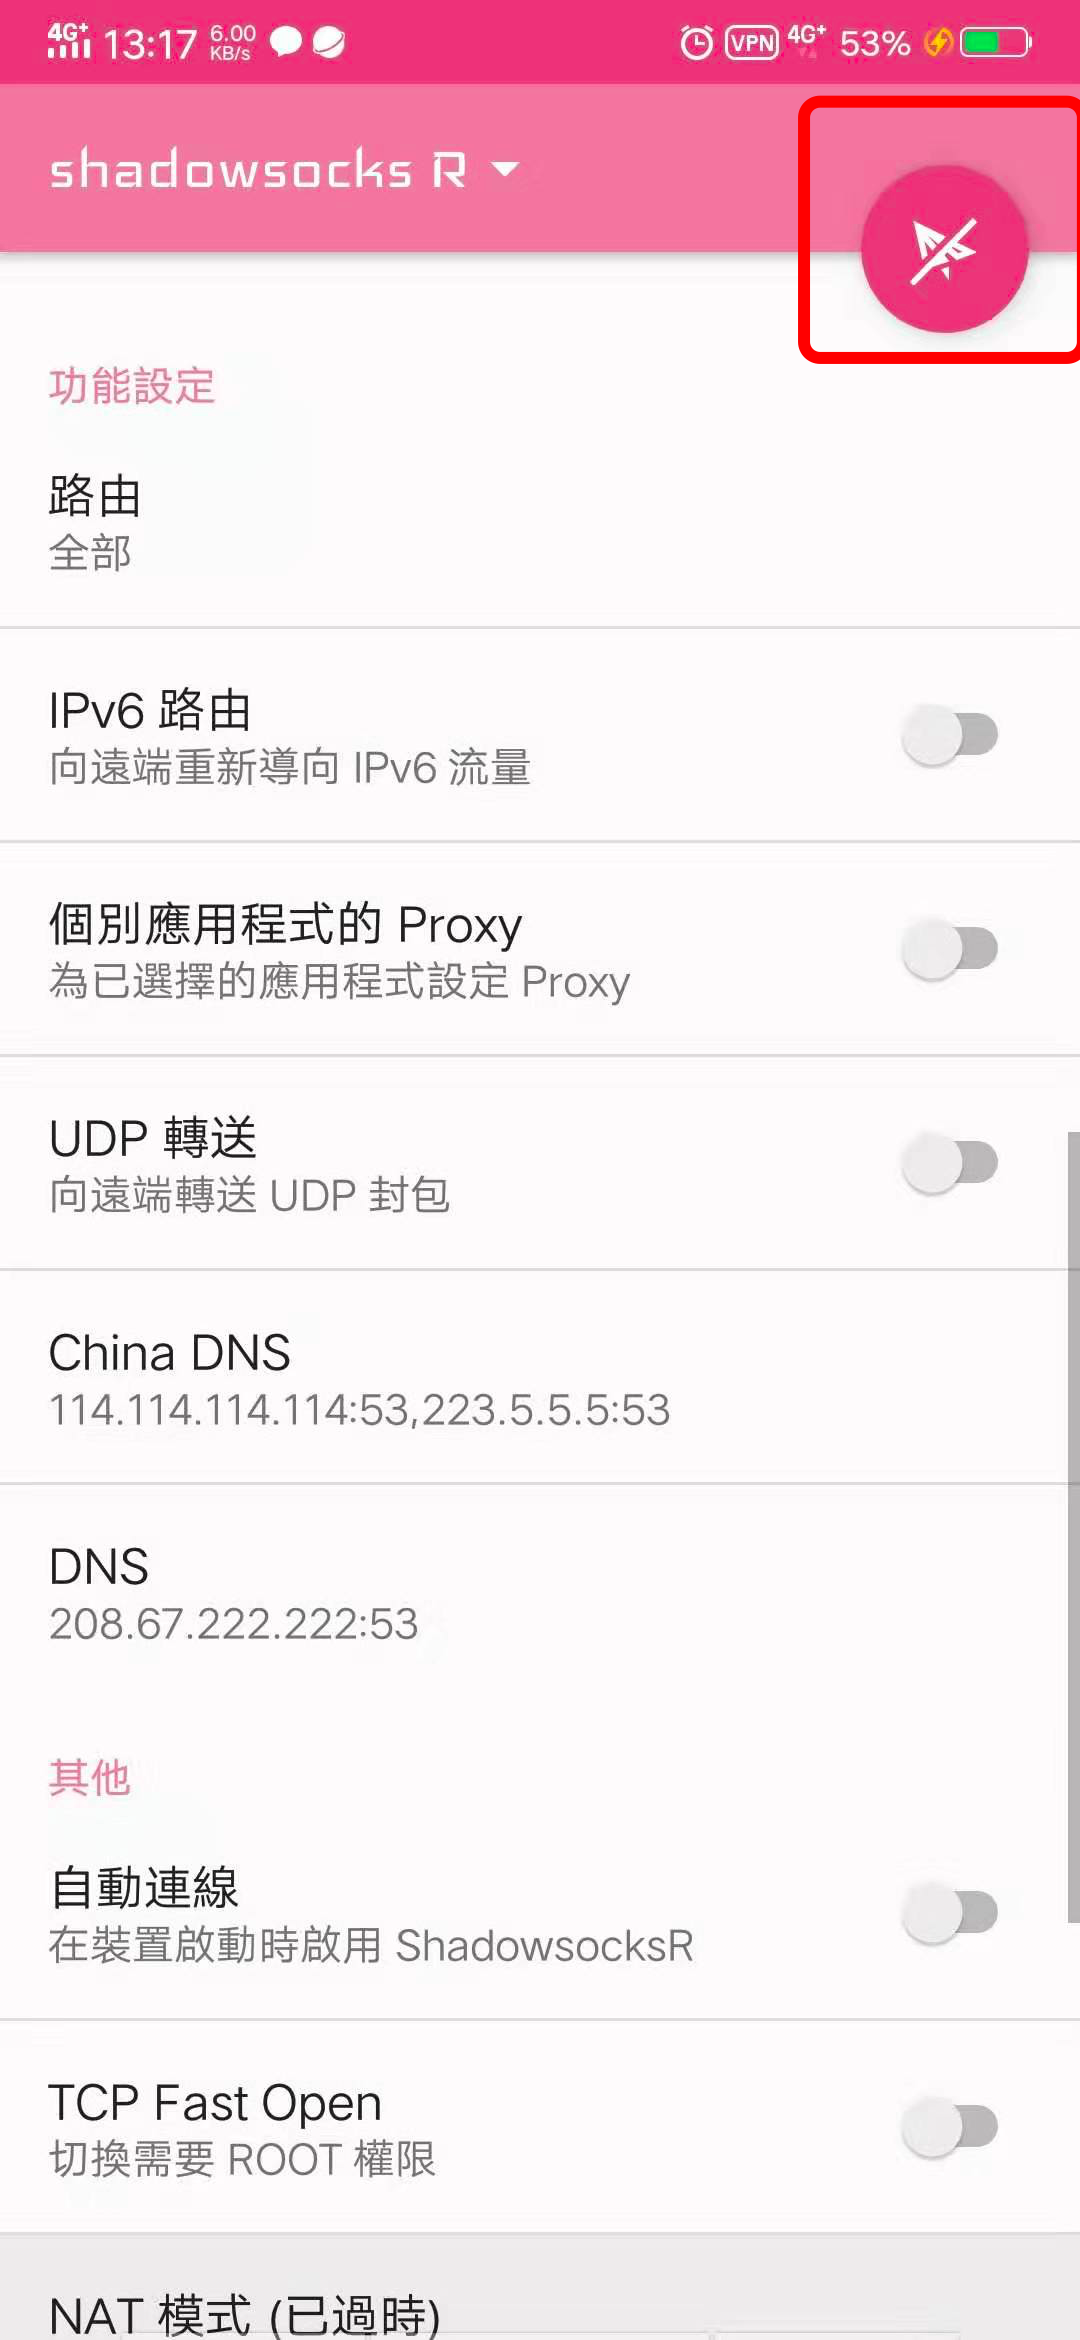 4G+ 13:17 6.00 KB/s VPN 4G+ 53%
shadowsocks R
功能設定
路由
全部
IPv6 路由
向遠端重新導向 IPv6 流量
個別應用程式的 Proxy
為已選擇的應用程式設定 Proxy
UDP 轉送
向遠端轉送 UDP 封包
China DNS
114.114.114.114:53,223.5.5.5:53
DNS
208.67.222.222:53
其他
自動連線
在裝置啟動時啟用 ShadowsocksR
TCP Fast Open
切換需要 ROOT 權限
NAT 模式 (已過時)